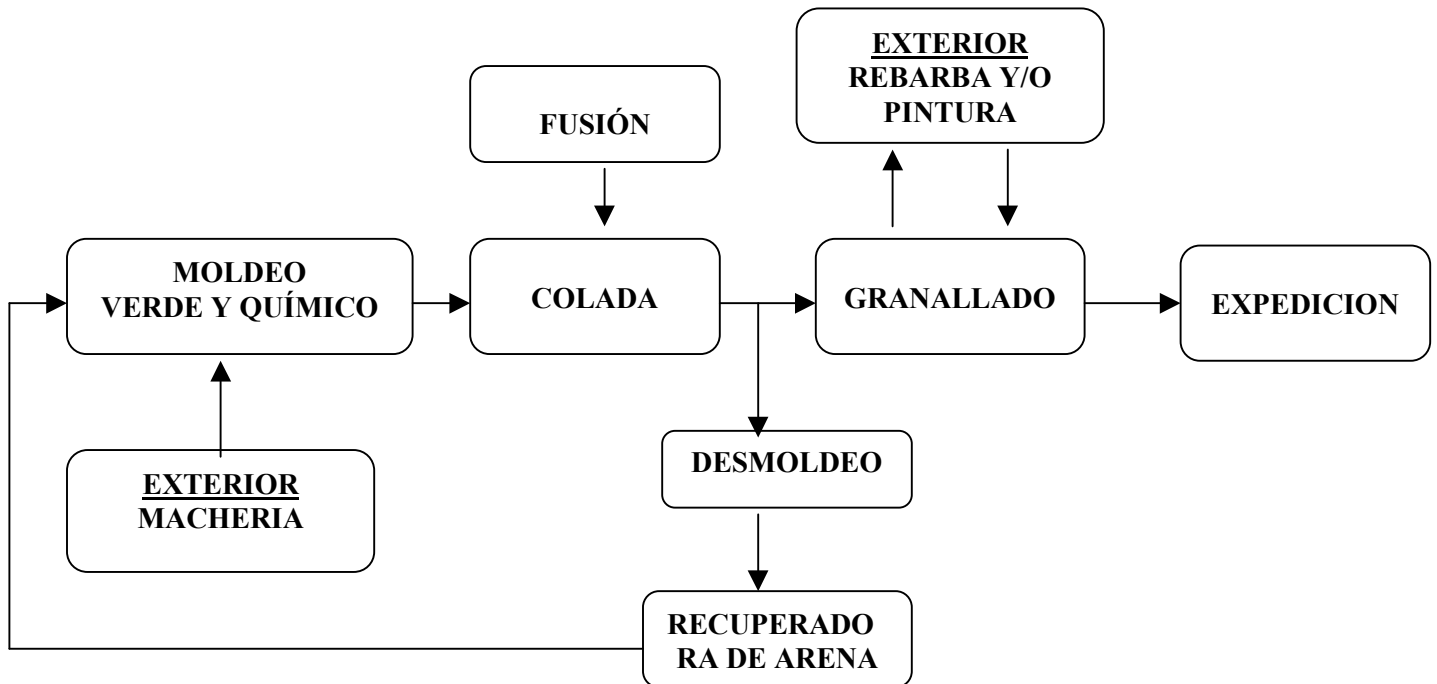 EXTERIOR
REBARBA Y/O
PINTURA
FUSIÓN
MOLDEO
VERDE Y QUÍMICO
COLADA
GRANALLADO
EXPEDICION
EXTERIOR
MACHERIA
DESMOLDEO
RECUPERADO
RA DE ARENA